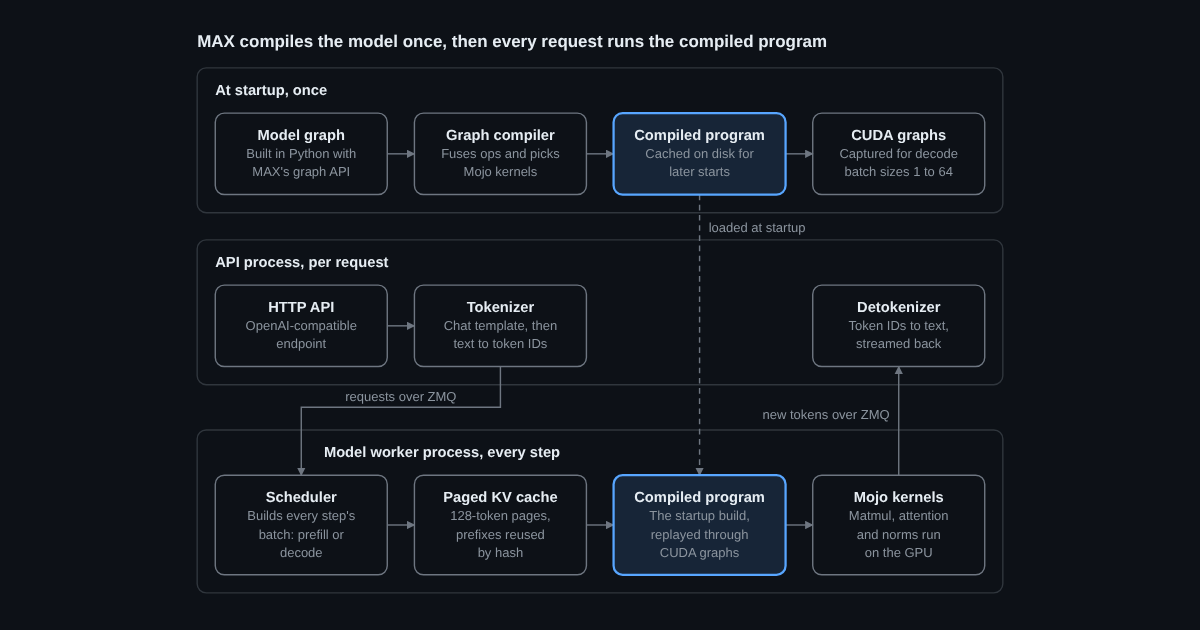 MAX compiles the model once, then every request runs the compiled program
At startup, once
Model graph
Built in Python with
MAX's graph API
Graph compiler
Fuses ops and picks
Mojo kernels
Compiled program
Cached on disk for
later starts
CUDA graphs
Captured for decode
batch sizes 1 to 64
loaded at startup
API process, per request
HTTP API
OpenAI-compatible
endpoint
Tokenizer
Chat template, then
text to token IDs
Detokenizer
Token IDs to text,
streamed back
requests over ZMQ
new tokens over ZMQ
Model worker process, every step
Scheduler
Builds every step's
batch: prefill or
decode
Paged KV cache
128-token pages,
prefixes reused
by hash
Compiled program
The startup build,
replayed through
CUDA graphs
Mojo kernels
Matmul, attention
and norms run
on the GPU